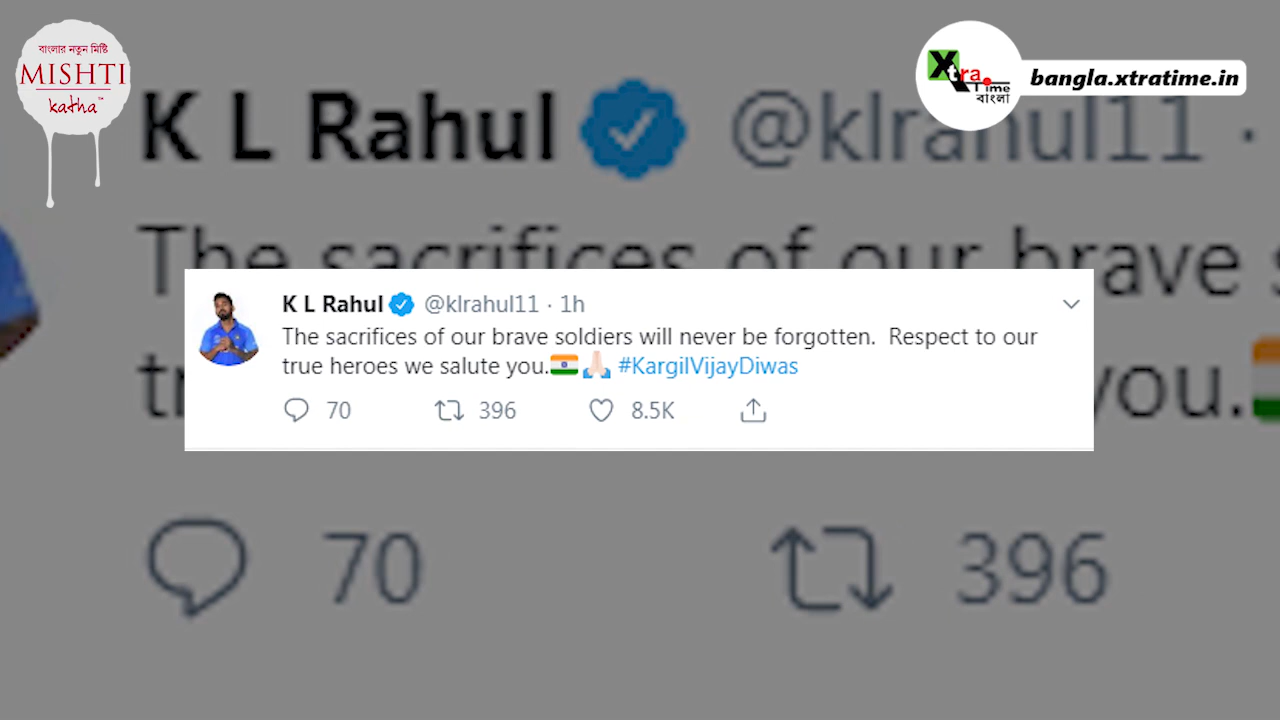 বাংলার নতুন মিষ্টি
MISHTI
katha™
Xtra
Time
বাংলা
bangla.xtratime.in
K L Rahul @klrahul11 ·
The sacrifices of our brave s
tr
you.
70 396
K L Rahul @klrahul11 · 1h
The sacrifices of our brave soldiers will never be forgotten. Respect to our
true heroes we salute you.🇮🇳🙏🏻 #KargilVijayDiwas
70 396 8.5K